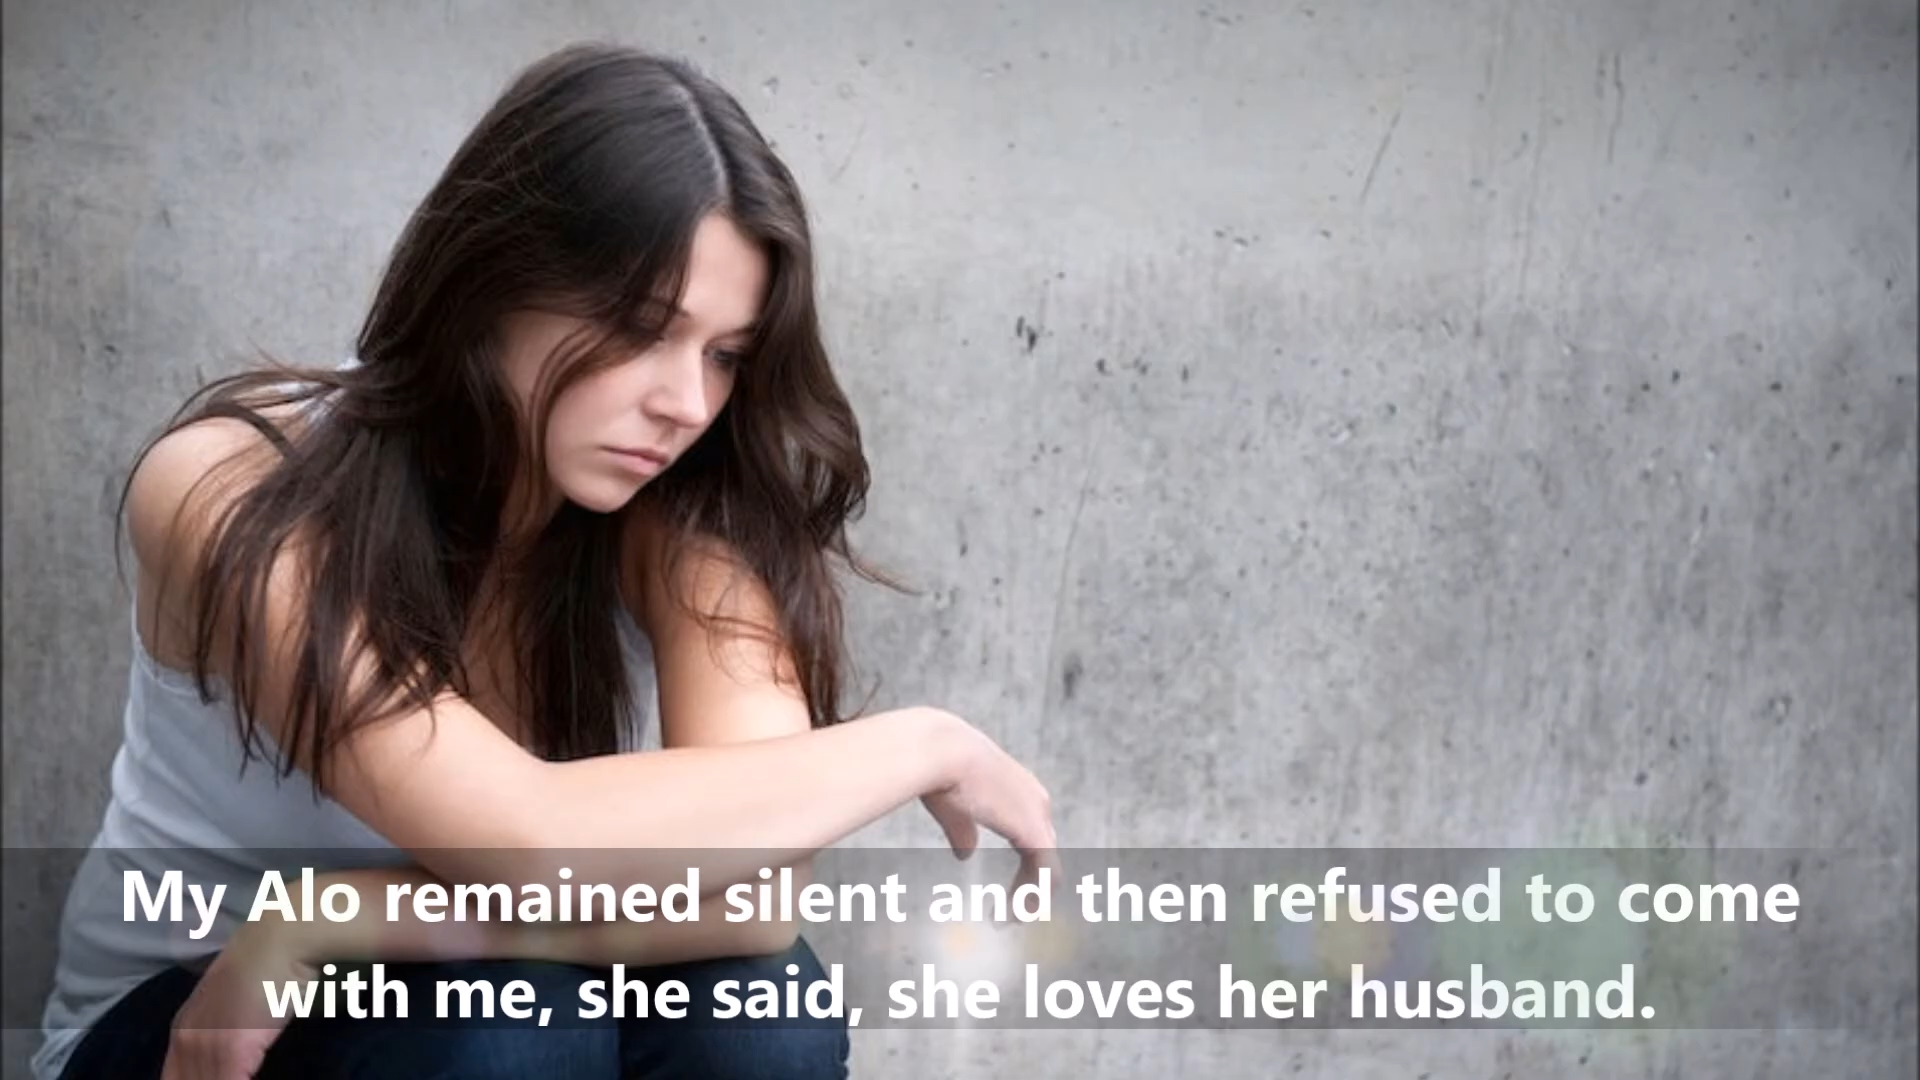 My Alo remained silent and then refused to come
with me, she said, she loves her husband.